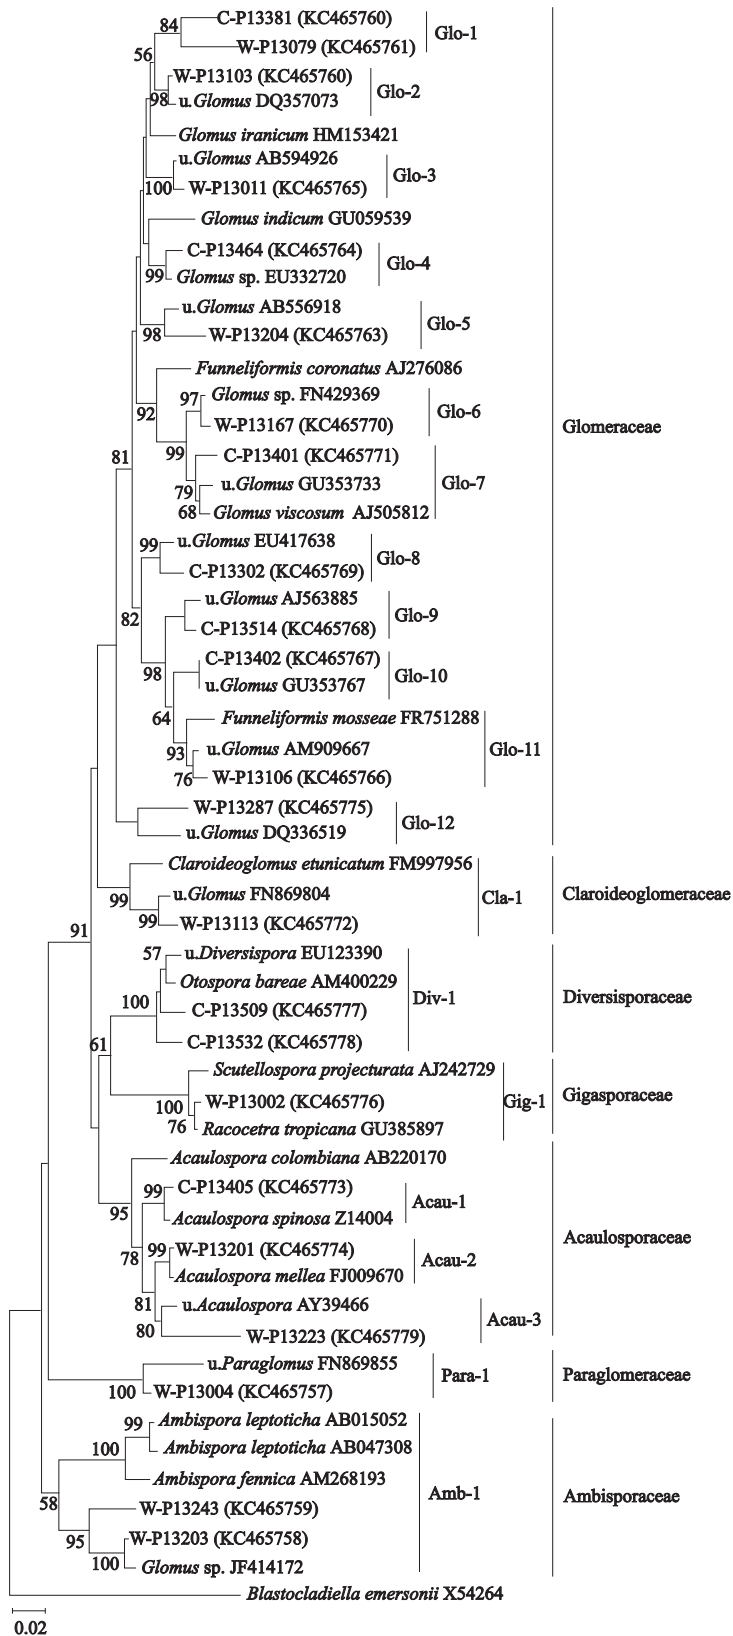 84
C-P13381 (KC465760)
W-P13079 (KC465761)
Glo-1
56
W-P13103 (KC465760)
98
u.Glomus DQ357073
Glo-2
Glomus iranicum HM153421
u.Glomus AB594926
100
W-P13011 (KC465765)
Glo-3
Glomus indicum GU059539
C-P13464 (KC465764)
99
Glomus sp. EU332720
Glo-4
u.Glomus AB556918
98
W-P13204 (KC465763)
Glo-5
Funneliformis coronatus AJ276086
92
97
Glomus sp. FN429369
W-P13167 (KC465770)
Glo-6
Glomeraceae
99
81
C-P13401 (KC465771)
79
u.Glomus GU353733
68
Glomus viscosum AJ505812
Glo-7
99
u.Glomus EU417638
C-P13302 (KC465769)
Glo-8
82
u.Glomus AJ563885
C-P13514 (KC465768)
Glo-9
98
C-P13402 (KC465767)
u.Glomus GU353767
Glo-10
64
Funneliformis mosseae FR751288
93
u.Glomus AM909667
76
W-P13106 (KC465766)
Glo-11
W-P13287 (KC465775)
u.Glomus DQ336519
Glo-12
Claroideoglomus etunicatum FM997956
99
u.Glomus FN869804
99
W-P13113 (KC465772)
Cla-1
Claroideoglomeraceae
91
57
u.Diversispora EU123390
Otospora bareae AM400229
100
C-P13509 (KC465777)
C-P13532 (KC465778)
Div-1
Diversisporaceae
61
Scutellospora projecturata AJ242729
100
W-P13002 (KC465776)
76
Racocetra tropicana GU385897
Gig-1
Gigasporaceae
Acaulospora colombiana AB220170
95
99
C-P13405 (KC465773)
Acaulospora spinosa Z14004
Acau-1
78
99
W-P13201 (KC465774)
Acaulospora mellea FJ009670
Acau-2
Acaulosporaceae
81
u.Acaulospora AY39466
80
W-P13223 (KC465779)
Acau-3
u.Paraglomus FN869855
100
W-P13004 (KC465757)
Para-1
Paraglomeraceae
99
Ambispora leptoticha AB015052
100
Ambispora leptoticha AB047308
Ambispora fennica AM268193
58
W-P13243 (KC465759)
95
W-P13203 (KC465758)
100
Glomus sp. JF414172
Amb-1
Ambisporaceae
Blastocladiella emersonii X54264
0.02